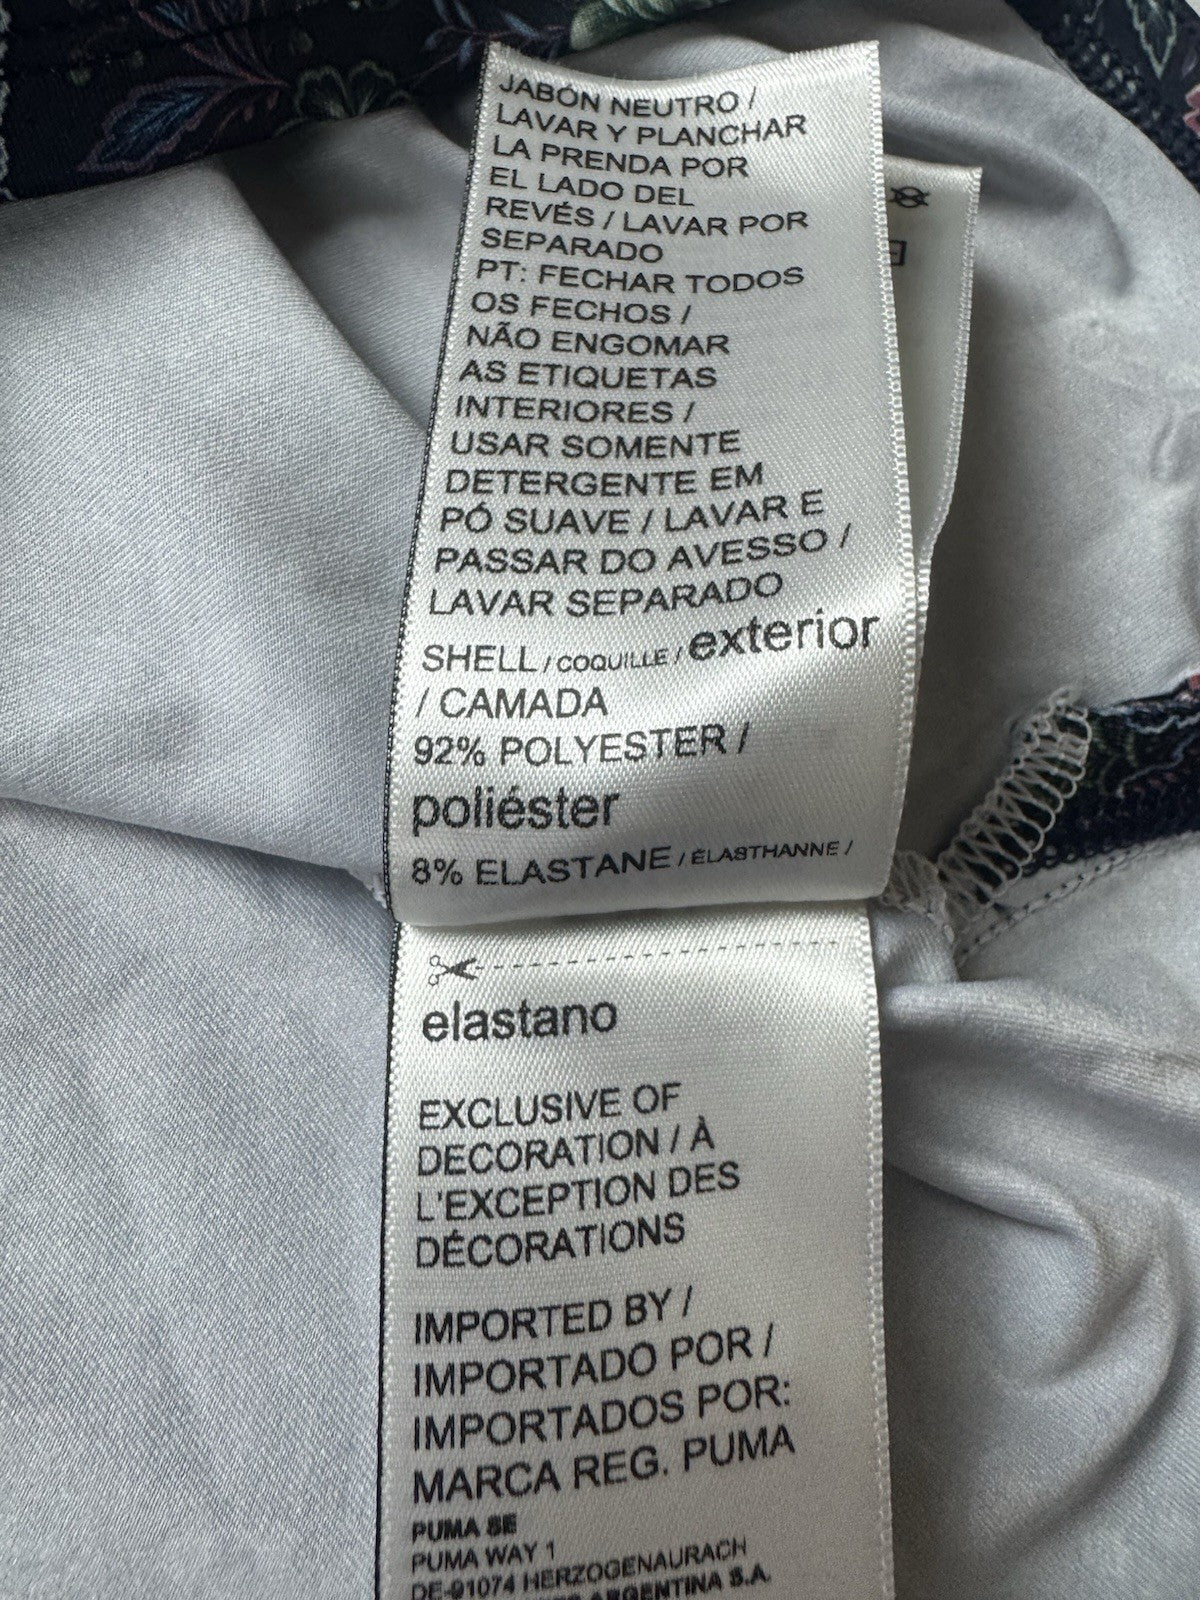 JABÓN NEUTRO /
LAVAR Y PLANCHAR
LA PRENDA POR
EL LADO DEL
REVÉS / LAVAR POR
SEPARADO
PT: FECHAR TODOS
OS FECHOS /
NÃO ENGOMAR
AS ETIQUETAS
INTERIORES /
USAR SOMENTE
DETERGENTE EM
PÓ SUAVE / LAVAR E
PASSAR DO AVESSO /
LAVAR SEPARADO
SHELL / COQUILLE / exterior
/ CAMADA
92% POLYESTER /
poliéster
8% ELASTANE / ÉLASTHANNE /
elastano
EXCLUSIVE OF
DECORATION / À
L'EXCEPTION DES
DÉCORATIONS
IMPORTED BY /
IMPORTADO POR /
IMPORTADOS POR:
MARCA REG. PUMA
PUMA SE
PUMA WAY 1
DE-91074 HERZOGENAURACH
ARGENTINA S.A.